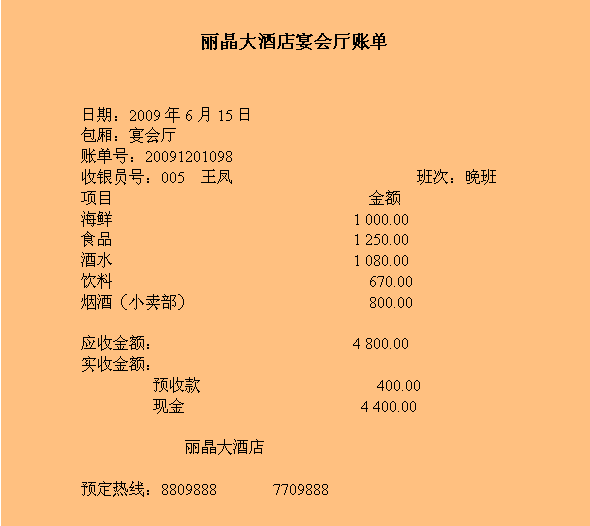 丽晶大酒店宴会厅账单
日期：2009 年 6 月 15 日
包厢：宴会厅
账单号：20091201098
收银员号：005 王凤 班次：晚班
项目 金额
海鲜 1 000.00
食品 1 250.00
酒水 1 080.00
饮料 670.00
烟酒（小卖部） 800.00
应收金额： 4 800.00
实收金额：
预收款 400.00
现金 4 400.00
丽晶大酒店
预定热线：8809888 7709888